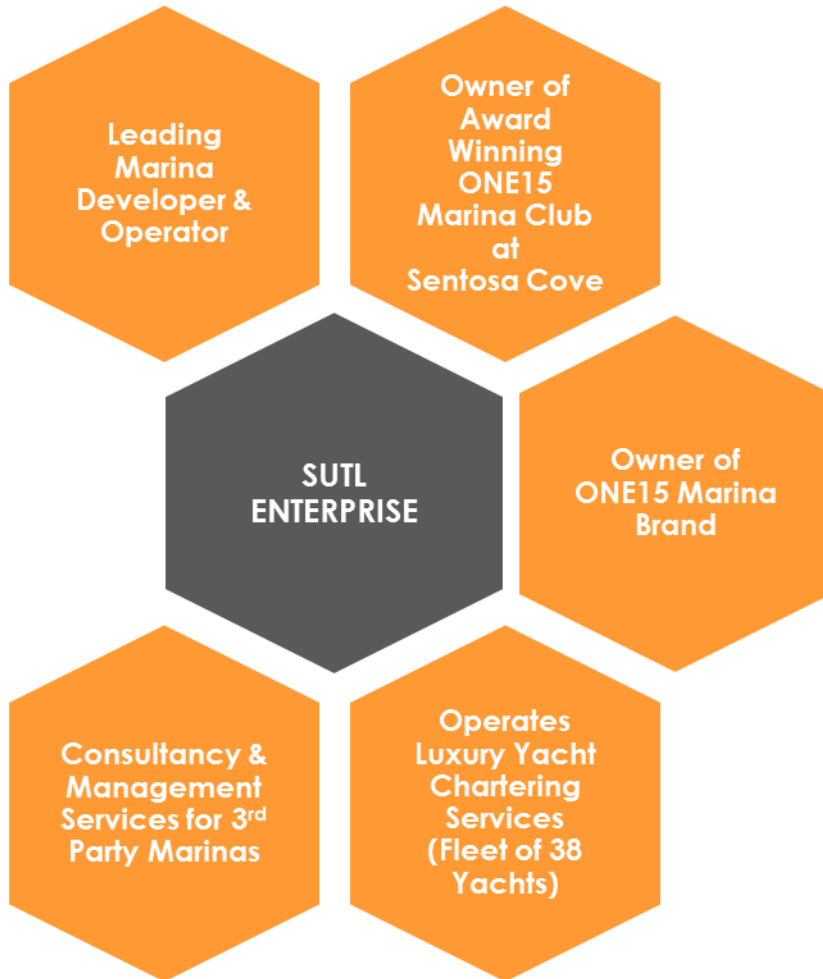 Leading
Marina
Developer &
Operator
Owner of
Award
Winning
ONE15
Marina Club
at
Sentosa Cove
SUTL
ENTERPRISE
Owner of
ONE15 Marina
Brand
Consultancy &
Management
Services for 3rd
Party Marinas
Operates
Luxury Yacht
Chartering
Services
(Fleet of 38
Yachts)